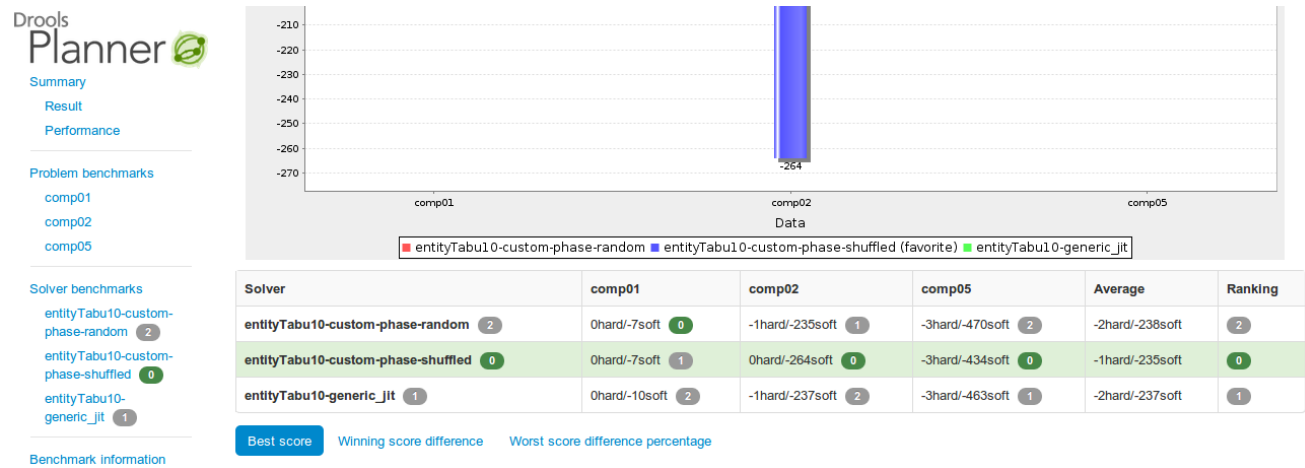 Drools
Planner
Summary
Result
Performance
Problem benchmarks
comp01
comp02
comp05
Solver benchmarks
entityTabu10-custom-
phase-random 2
entityTabu10-custom-
phase-shuffled 0
entityTabu10-
generic_jit 1
Benchmark information
-210
-220
-230
-240
-250
-260
-270
-264
comp01 comp02 comp05
Data
entityTabu10-custom-phase-random entityTabu10-custom-phase-shuffled (favorite) entityTabu10-generic_jit
Solver comp01 comp02 comp05 Average Ranking
entityTabu10-custom-phase-random 2 0hard/-7soft 0 -1hard/-235soft 1 -3hard/-470soft 2 -2hard/-238soft 2
entityTabu10-custom-phase-shuffled 0 0hard/-7soft 1 0hard/-264soft 0 -3hard/-434soft 0 -1hard/-235soft 0
entityTabu10-generic_jit 1 0hard/-10soft 2 -1hard/-237soft 2 -3hard/-463soft 1 -2hard/-237soft 1
Best score Winning score difference Worst score difference percentage